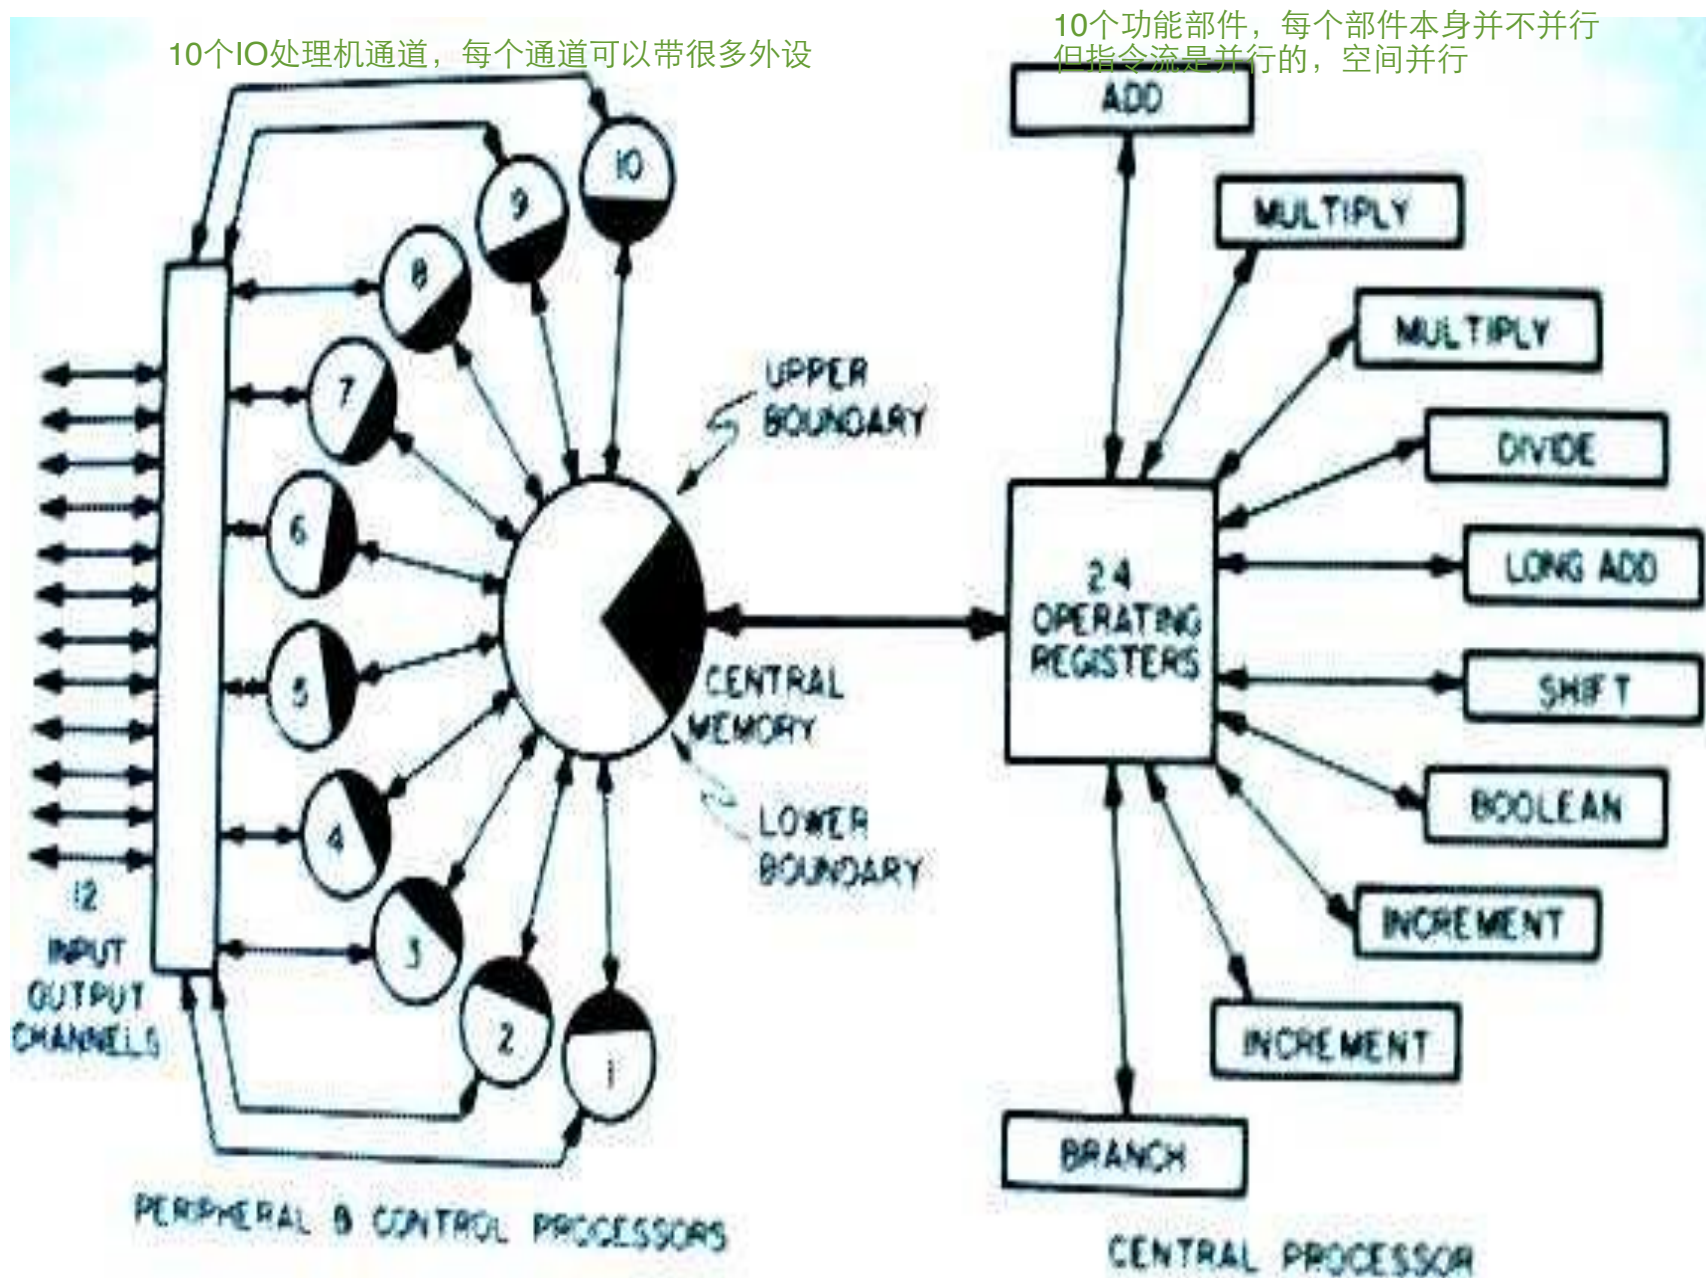 10个IO处理机通道，每个通道可以带很多外设
10个功能部件，每个部件本身并不并行
但指令流是并行的，空间并行
ADD
MULTIPLY
MULTIPLY
DIVIDE
LONG ADD
SHIFT
BOOLEAN
INCREMENT
INCREMENT
BRANCH
24
OPERATING
REGISTERS
10
9
8
7
6
5
4
3
2
1
UPPER
BOUNDARY
CENTRAL
MEMORY
LOWER
BOUNDARY
12
INPUT
OUTPUT
CHANNELS
PERIPHERAL & CONTROL PROCESSORS
CENTRAL PROCESSOR